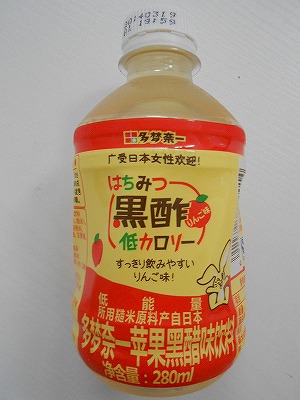 多梦奈一
广受日本女性欢迎!
はちみつ
黒酢
りんご味
低カロリー
すっきり飲みやすい
りんご味!
低能量
所用糙米原料产自日本
多梦奈一苹果黑醋味饮料
净含量:280ml